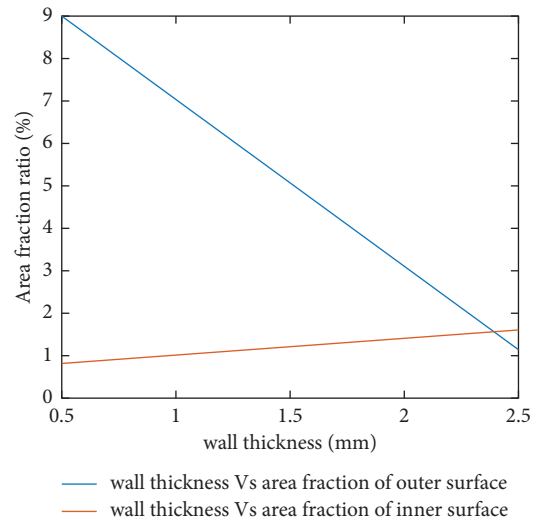 9
8
7
6
5
3
3
2
1
0
Area fraction ratio (%)
0.5 1 1.5 2 2.5
wall thickness (mm)
wall thickness Vs area fraction of outer surface
wall thickness Vs area fraction of inner surface